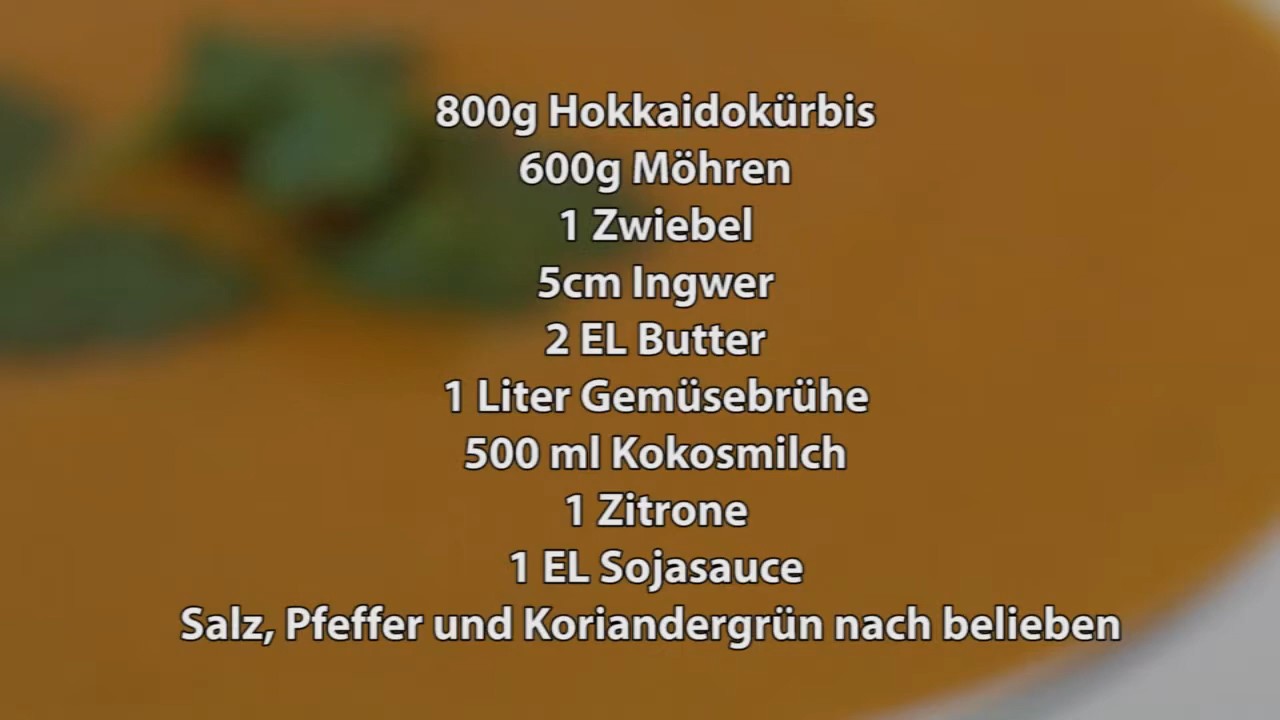 800g Hokkaidokürbis
600g Möhren
1 Zwiebel
5cm Ingwer
2 EL Butter
1 Liter Gemüsebrühe
500 ml Kokosmilch
1 Zitrone
1 EL Sojasauce
Salz, Pfeffer und Koriandergrün nach belieben